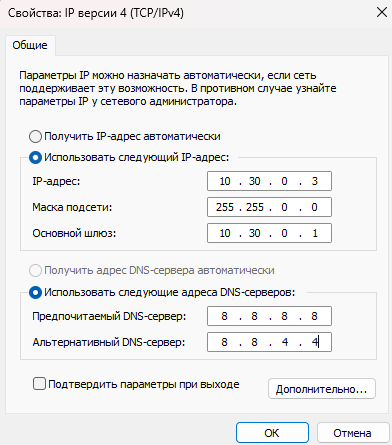 Свойства: IP версии 4 (TCP/IPv4)
Общие
Параметры IP можно назначать автоматически, если сеть
поддерживает эту возможность. В противном случае узнайте
параметры IP у сетевого администратора.
Получить IP-адрес автоматически
Использовать следующий IP-адрес:
IP-адрес: 10 . 30 . 0 . 3
Маска подсети: 255 . 255 . 0 . 0
Основной шлюз: 10 . 30 . 0 . 1
Получить адрес DNS-сервера автоматически
Использовать следующие адреса DNS-серверов:
Предпочитаемый DNS-сервер: 8 . 8 . 8 . 8
Альтернативный DNS-сервер: 8 . 8 . 4 . 4
Подтвердить параметры при выходе
Дополнительно...
ОК Отмена